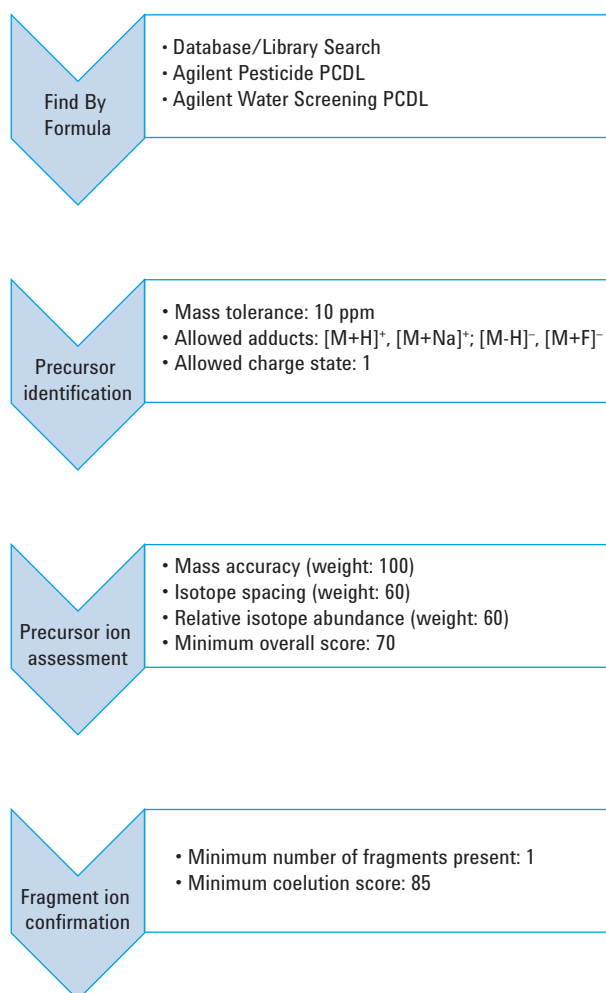 Find By
Formula
• Database/Library Search
• Agilent Pesticide PCDL
• Agilent Water Screening PCDL
Precursor
identification
• Mass tolerance: 10 ppm
• Allowed adducts: [M+H]⁺, [M+Na]⁺; [M-H]⁻, [M+F]⁻
• Allowed charge state: 1
Precursor ion
assessment
• Mass accuracy (weight: 100)
• Isotope spacing (weight: 60)
• Relative isotope abundance (weight: 60)
• Minimum overall score: 70
Fragment ion
confirmation
• Minimum number of fragments present: 1
• Minimum coelution score: 85